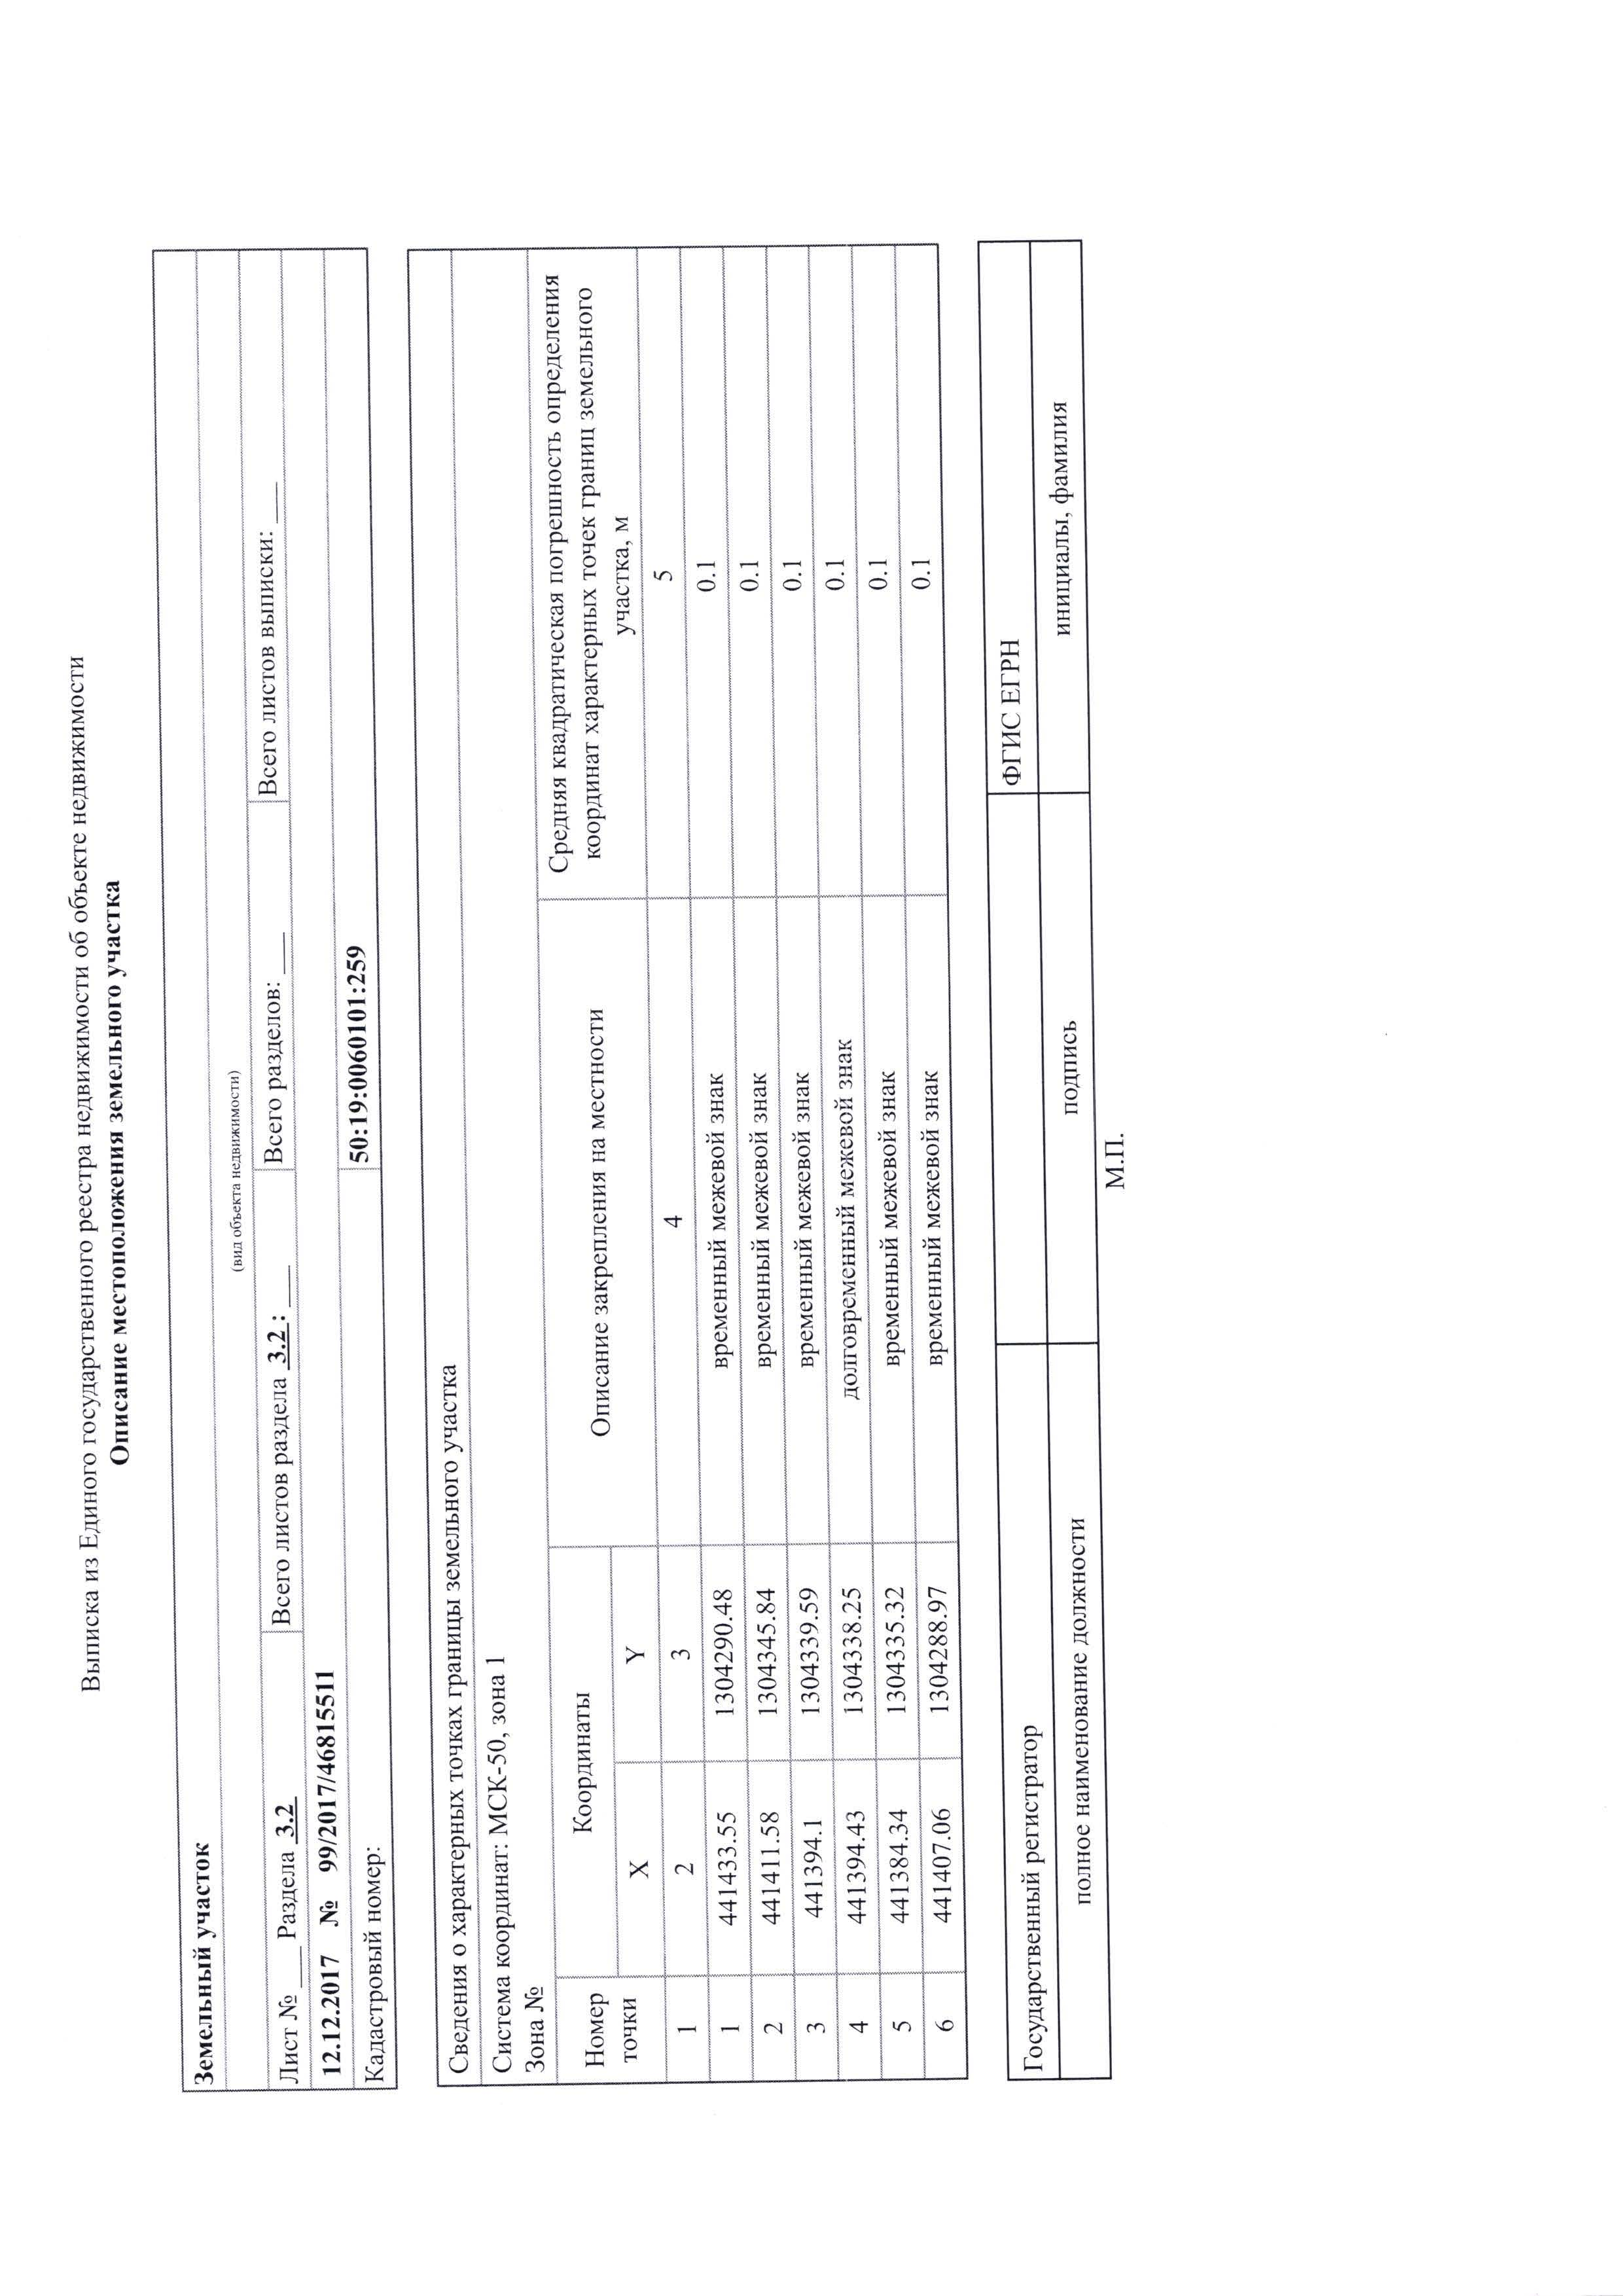 Выписка из Единого государственного реестра недвижимости об объекте недвижимости
Описание местоположения земельного участка
Земельный участок
(вид объекта недвижимости)
Лист № ___ Раздела 3.2 Всего листов раздела 3.2 : ___ Всего разделов: ___ Всего листов выписки: ___
12.12.2017 № 99/2017/46815511
Кадастровый номер: 50:19:0060101:259
Сведения о характерных точках границы земельного участка
Система координат: МСК-50, зона 1
Зона №
Номер точки Координаты Описание закрепления на местности Средняя квадратическая погрешность определения
координат характерных точек границ земельного
участка, м
X Y
1 2 3 4 5
1 441433.55 1304290.48 временный межевой знак 0.1
2 441411.58 1304345.84 временный межевой знак 0.1
3 441394.1 1304339.59 временный межевой знак 0.1
4 441394.43 1304338.25 долговременный межевой знак 0.1
5 441384.34 1304335.32 временный межевой знак 0.1
6 441407.06 1304288.97 временный межевой знак 0.1
Государственный регистратор ФГИС ЕГРН
полное наименование должности подпись инициалы, фамилия
М.П.